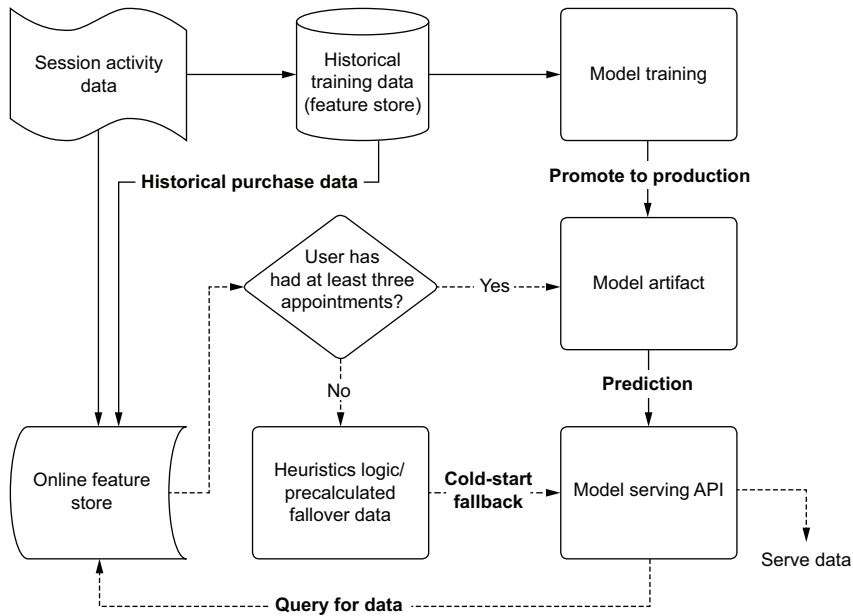 Session activity
data
Historical
training data
(feature store)
Model training
Historical purchase data
Promote to production
User has
had at least three
appointments?
Yes
Model artifact
No
Prediction
Online feature
store
Heuristics logic/
precalculated
fallover data
Cold-start
fallback
Model serving API
Serve data
Query for data